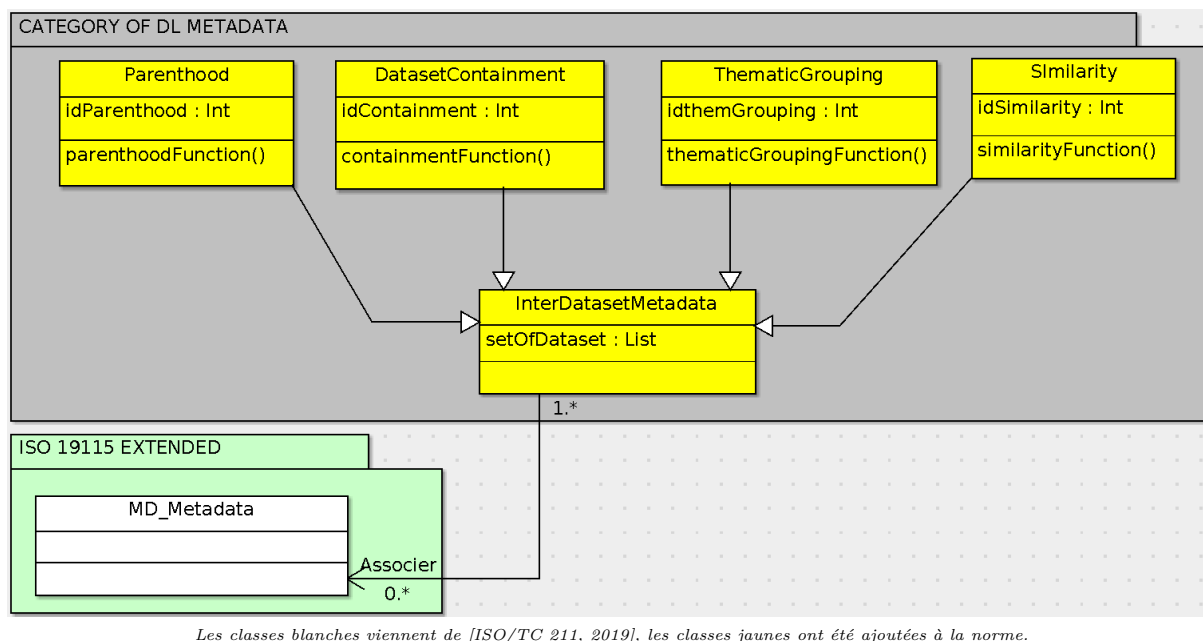 CATEGORY OF DL METADATA
Parenthood
idParenthood : Int
parenthoodFunction()
DatasetContainment
idContainment : Int
containmentFunction()
ThematicGrouping
idthemGrouping : Int
thematicGroupingFunction()
SImilarity
idSimilarity : Int
similarityFunction()
InterDatasetMetadata
setOfDataset : List
1.*
ISO 19115 EXTENDED
MD_Metadata
Associer
0.*
Les classes blanches viennent de [ISO/TC 211, 2019], les classes jaunes ont été ajoutées à la norme.